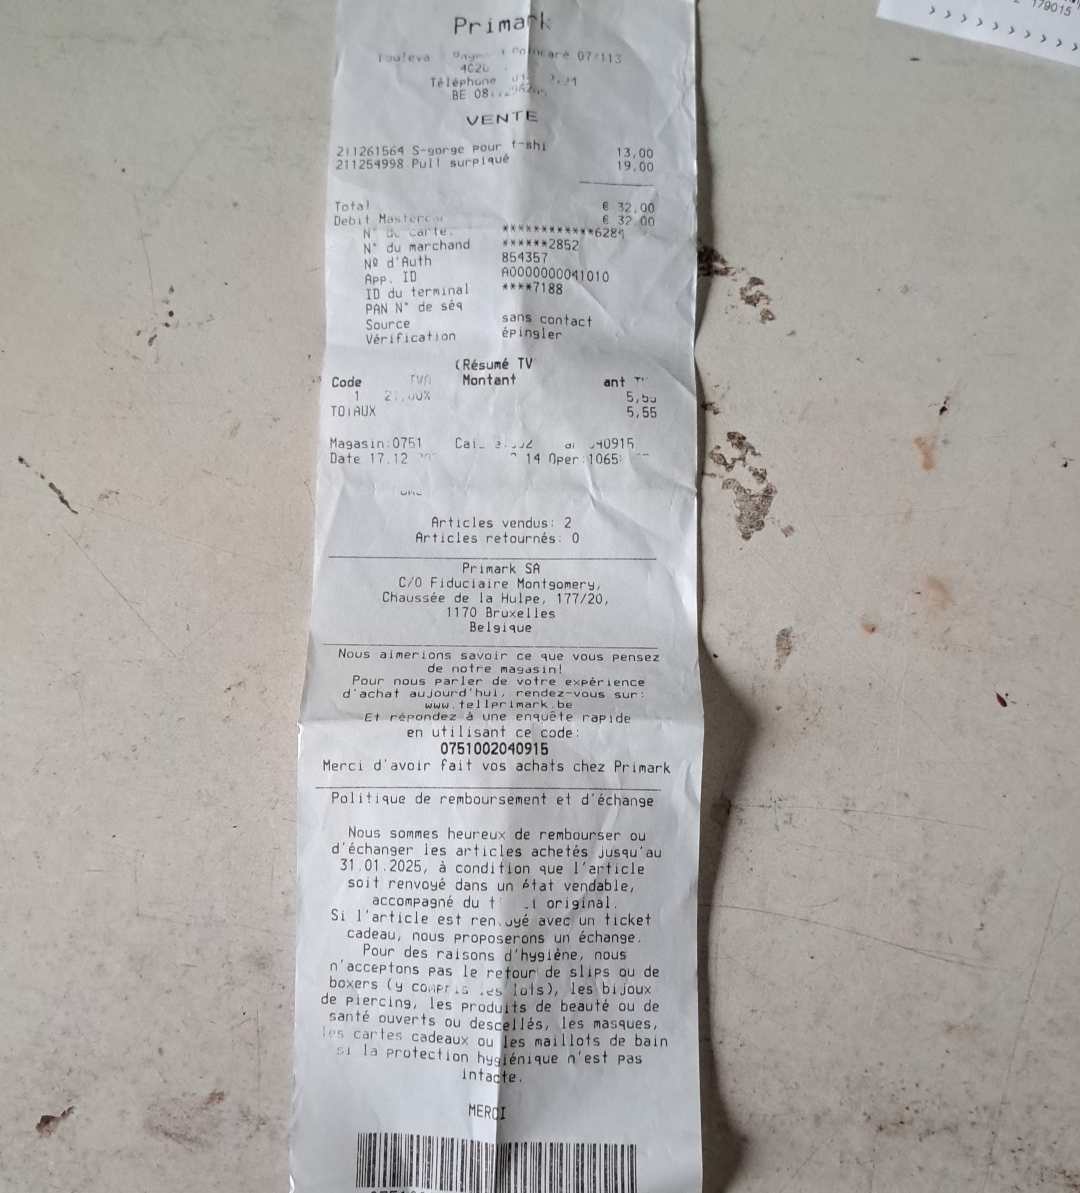 179015
> > > > > > > > >
Primark
Poincaré 07/113
Téléphone
BE
VENTE
211261564 S-gorge pour t-shi 13,00
211254998 Pull surpiqué 19,00
Total € 32,00
Debit € 32,00
N° de carte. ************6284
N° du marchand ******2852
Nº d'Auth 854357
App. ID A0000000041010
ID du terminal ****7188
PAN N° de séq
Source sans contact
Vérification épingler
(Résumé TV
Code TVA Montant ant
1
TOTAUX 5,55
Magasin:0751
Date 17.12 14 Oper:1065
Articles vendus: 2
Articles retournés: 0
Primark SA
C/O Fiduciaire Montgomery,
Chaussée de la Hulpe, 177/20,
1170 Bruxelles
Belgique
Nous aimerions savoir ce que vous pensez
de notre magasin!
Pour nous parler de votre expérience
d'achat aujourd'hui, rendez-vous sur:
www.tellprimark.be
Et répondez à une enquête rapide
en utilisant ce code:
0751002040915
Merci d'avoir fait vos achats chez Primark
Politique de remboursement et d'échange
Nous sommes heureux de rembourser ou
d'échanger les articles achetés jusqu'au
31.01.2025, à condition que l'article
soit renvoyé dans un état vendable,
accompagné du original.
Si l'article est renvoyé avec un ticket
cadeau, nous proposerons un échange.
Pour des raisons d'hygiène, nous
n'acceptons pas le retour de slips ou de
boxers (y compris les lots), les bijoux
de piercing, les produits de beauté ou de
santé ouverts ou descellés, les masques,
les cartes cadeaux ou les maillots de bain
si la protection hygiénique n'est pas
intacte.
MERCI